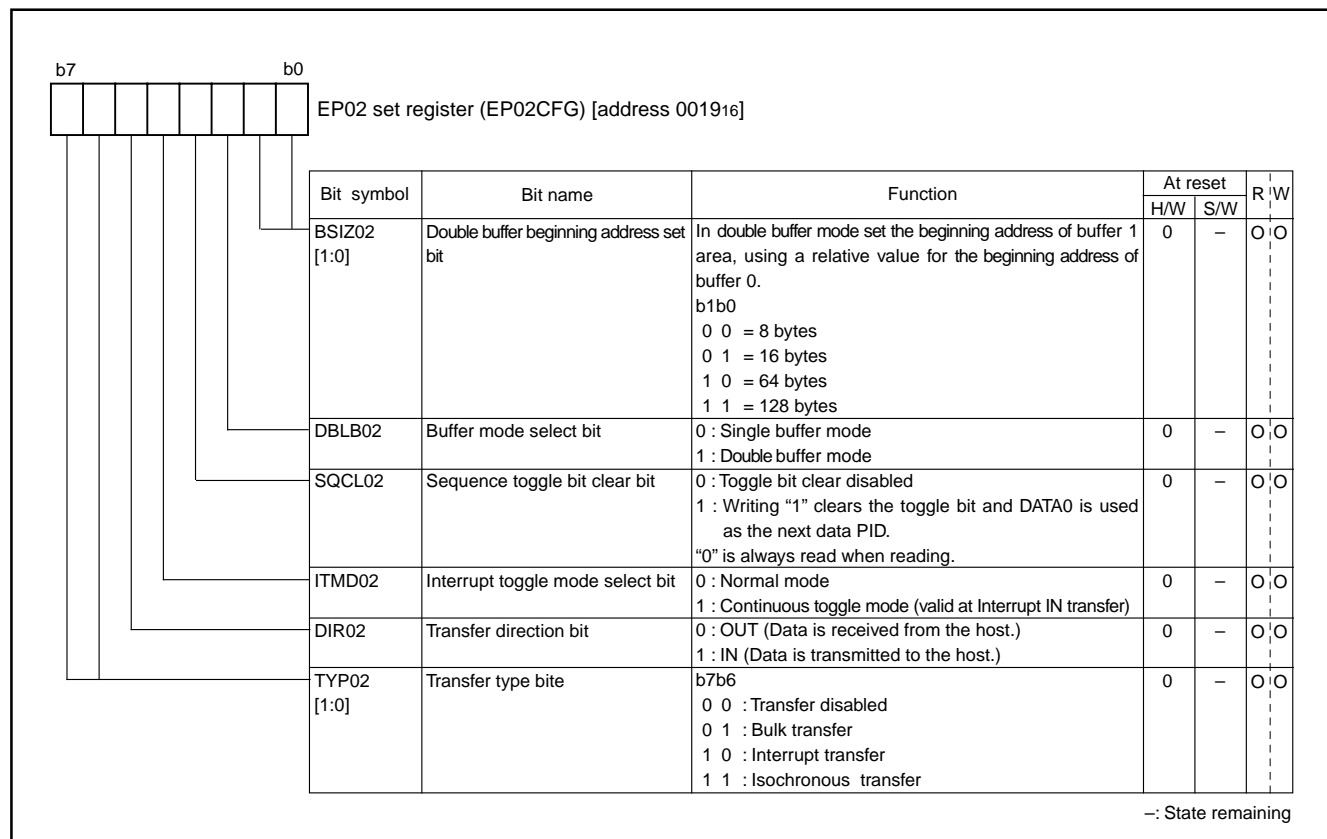 b7 b0
EP02 set register (EP02CFG) [address 001916]
Bit symbol Bit name Function At reset R W
H/W S/W
BSIZ02 Double buffer beginning address set In double buffer mode set the beginning address of buffer 1 0 – O O
[1:0] bit area, using a relative value for the beginning address of
buffer 0.
b1b0
0 0 = 8 bytes
0 1 = 16 bytes
1 0 = 64 bytes
1 1 = 128 bytes
DBLB02 Buffer mode select bit 0 : Single buffer mode 0 – O O
1 : Double buffer mode
SQCL02 Sequence toggle bit clear bit 0 : Toggle bit clear disabled 0 – O O
1 : Writing “1” clears the toggle bit and DATA0 is used
as the next data PID.
“0” is always read when reading.
ITMD02 Interrupt toggle mode select bit 0 : Normal mode 0 – O O
1 : Continuous toggle mode (valid at Interrupt IN transfer)
DIR02 Transfer direction bit 0 : OUT (Data is received from the host.) 0 – O O
1 : IN (Data is transmitted to the host.)
TYP02 Transfer type bite b7b6 0 – O O
[1:0] 0 0 : Transfer disabled
0 1 : Bulk transfer
1 0 : Interrupt transfer
1 1 : Isochronous transfer
–: State remaining